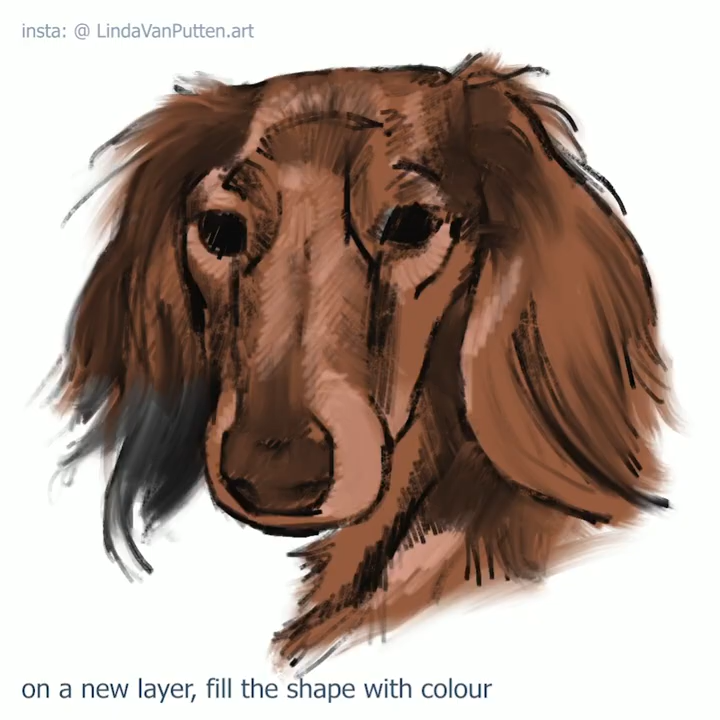 insta: @ LindaVanPutten.art
on a new layer, fill the shape with colour